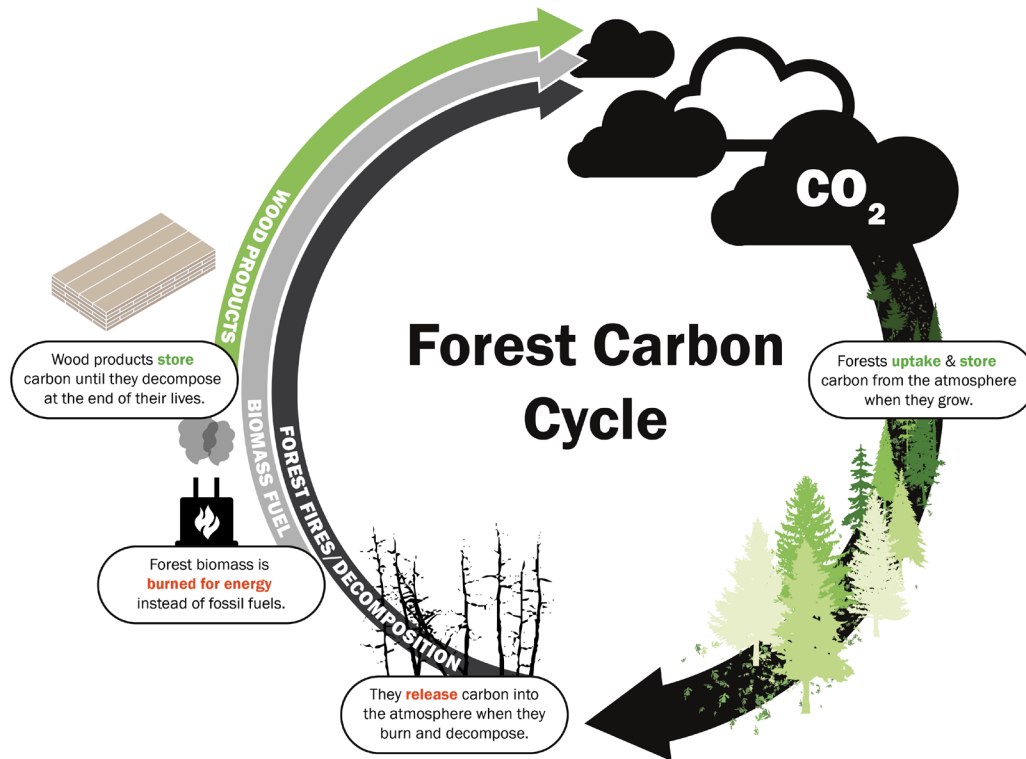 CO2
WOOD PRODUCTS
Wood products store
carbon until they decompose
at the end of their lives.
Forest Carbon
Cycle
Forests uptake & store
carbon from the atmosphere
when they grow.
BIOMASS FUEL
FOREST FIRES/DECOMPOSITION
Forest biomass is
burned for energy
instead of fossil fuels.
They release carbon into
the atmosphere when they
burn and decompose.